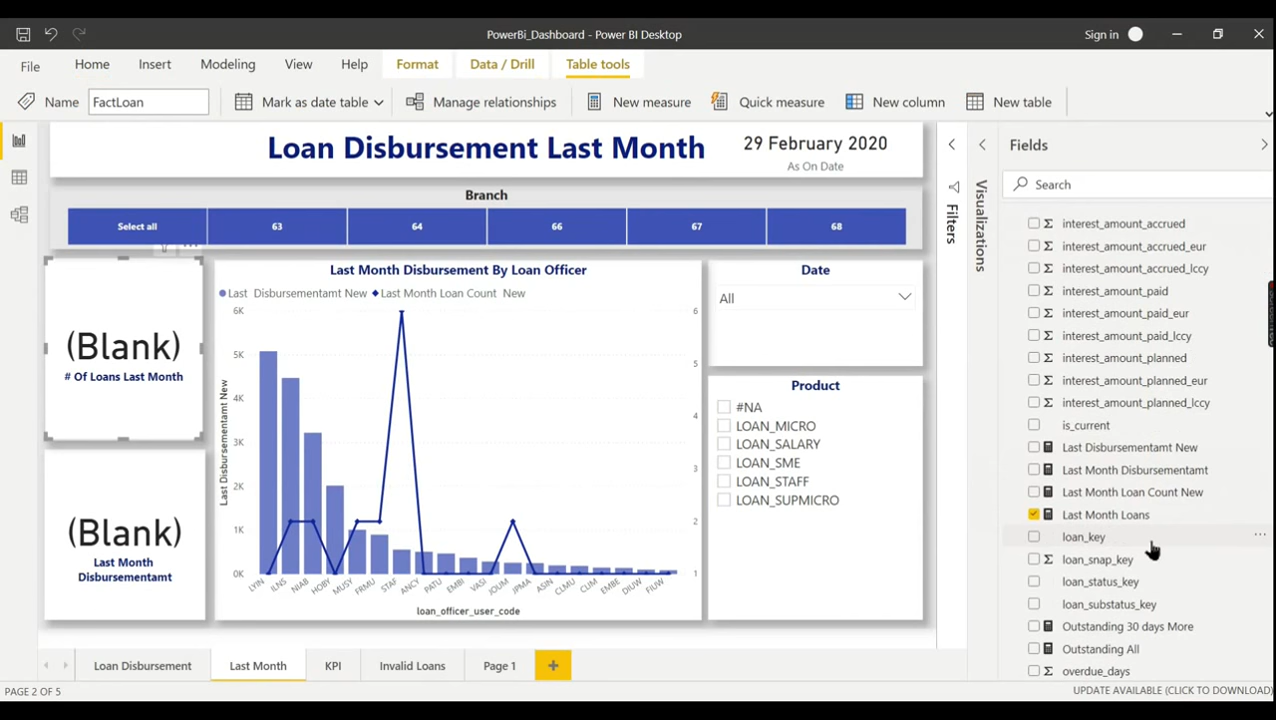 PowerBi_Dashboard - Power BI Desktop
Sign in
File
Home
Insert
Modeling
View
Help
Format
Data / Drill
Table tools
Name
FactLoan
Mark as date table
Manage relationships
New measure
Quick measure
New column
New table
Loan Disbursement Last Month
29 February 2020
As On Date
Branch
Select all
63
64
66
67
68
(Blank)
# Of Loans Last Month
(Blank)
Last Month
Disbursementamt
Last Month Disbursement By Loan Officer
Last Disbursementamt New
Last Month Loan Count New
6K
5K
4K
3K
2K
1K
0K
6
5
4
3
2
1
Last Disbursementamt New
LYIN
ILNS
NIAB
HOBY
MUSY
FRMU
STAF
ANCY
PATU
EMBI
VASI
JOUM
JPMA
ASIN
CLMU
CLIM
EMBE
DIUW
FIUW
loan_officer_user_code
Date
All
Product
#NA
LOAN_MICRO
LOAN_SALARY
LOAN_SME
LOAN_STAFF
LOAN_SUPMICRO
Filters
Visualizations
Fields
Search
interest_amount_accrued
interest_amount_accrued_eur
interest_amount_accrued_lccy
interest_amount_paid
interest_amount_paid_eur
interest_amount_paid_lccy
interest_amount_planned
interest_amount_planned_eur
interest_amount_planned_lccy
is_current
Last Disbursementamt New
Last Month Disbursementamt
Last Month Loan Count New
Last Month Loans
loan_key
loan_snap_key
loan_status_key
loan_substatus_key
Outstanding 30 days More
Outstanding All
overdue_days
Loan Disbursement
Last Month
KPI
Invalid Loans
Page 1
PAGE 2 OF 5
UPDATE AVAILABLE (CLICK TO DOWNLOAD)